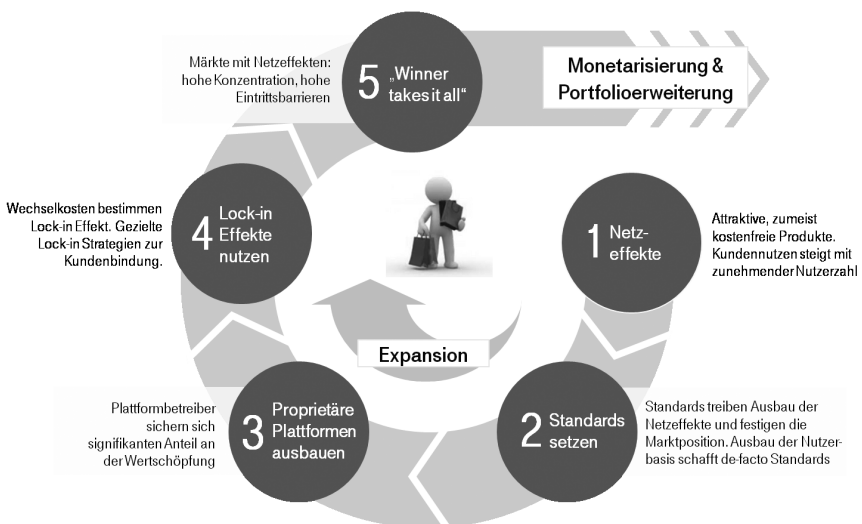 Märkte mit Netzeffekten:
hohe Konzentration, hohe
Eintrittsbarrieren
5 „Winner
takes it all“
Monetarisierung &
Portfolioerweiterung
Wechselkosten bestimmen
Lock-in Effekt. Gezielte
Lock-in Strategien zur
Kundenbindung.
4 Lock-in
Effekte
nutzen
1 Netz-
effekte
Attraktive, zumeist
kostenfreie Produkte.
Kundennutzen steigt mit
zunehmender Nutzerzahl
Expansion
Plattformbetreiber
sichern sich
signifikanten Anteil an
der Wertschöpfung
3 Proprietäre
Plattformen
ausbauen
2 Standards
setzen
Standards treiben Ausbau der
Netzeffekte und festigen die
Marktposition. Ausbau der Nutzer-
basis schafft de-facto Standards